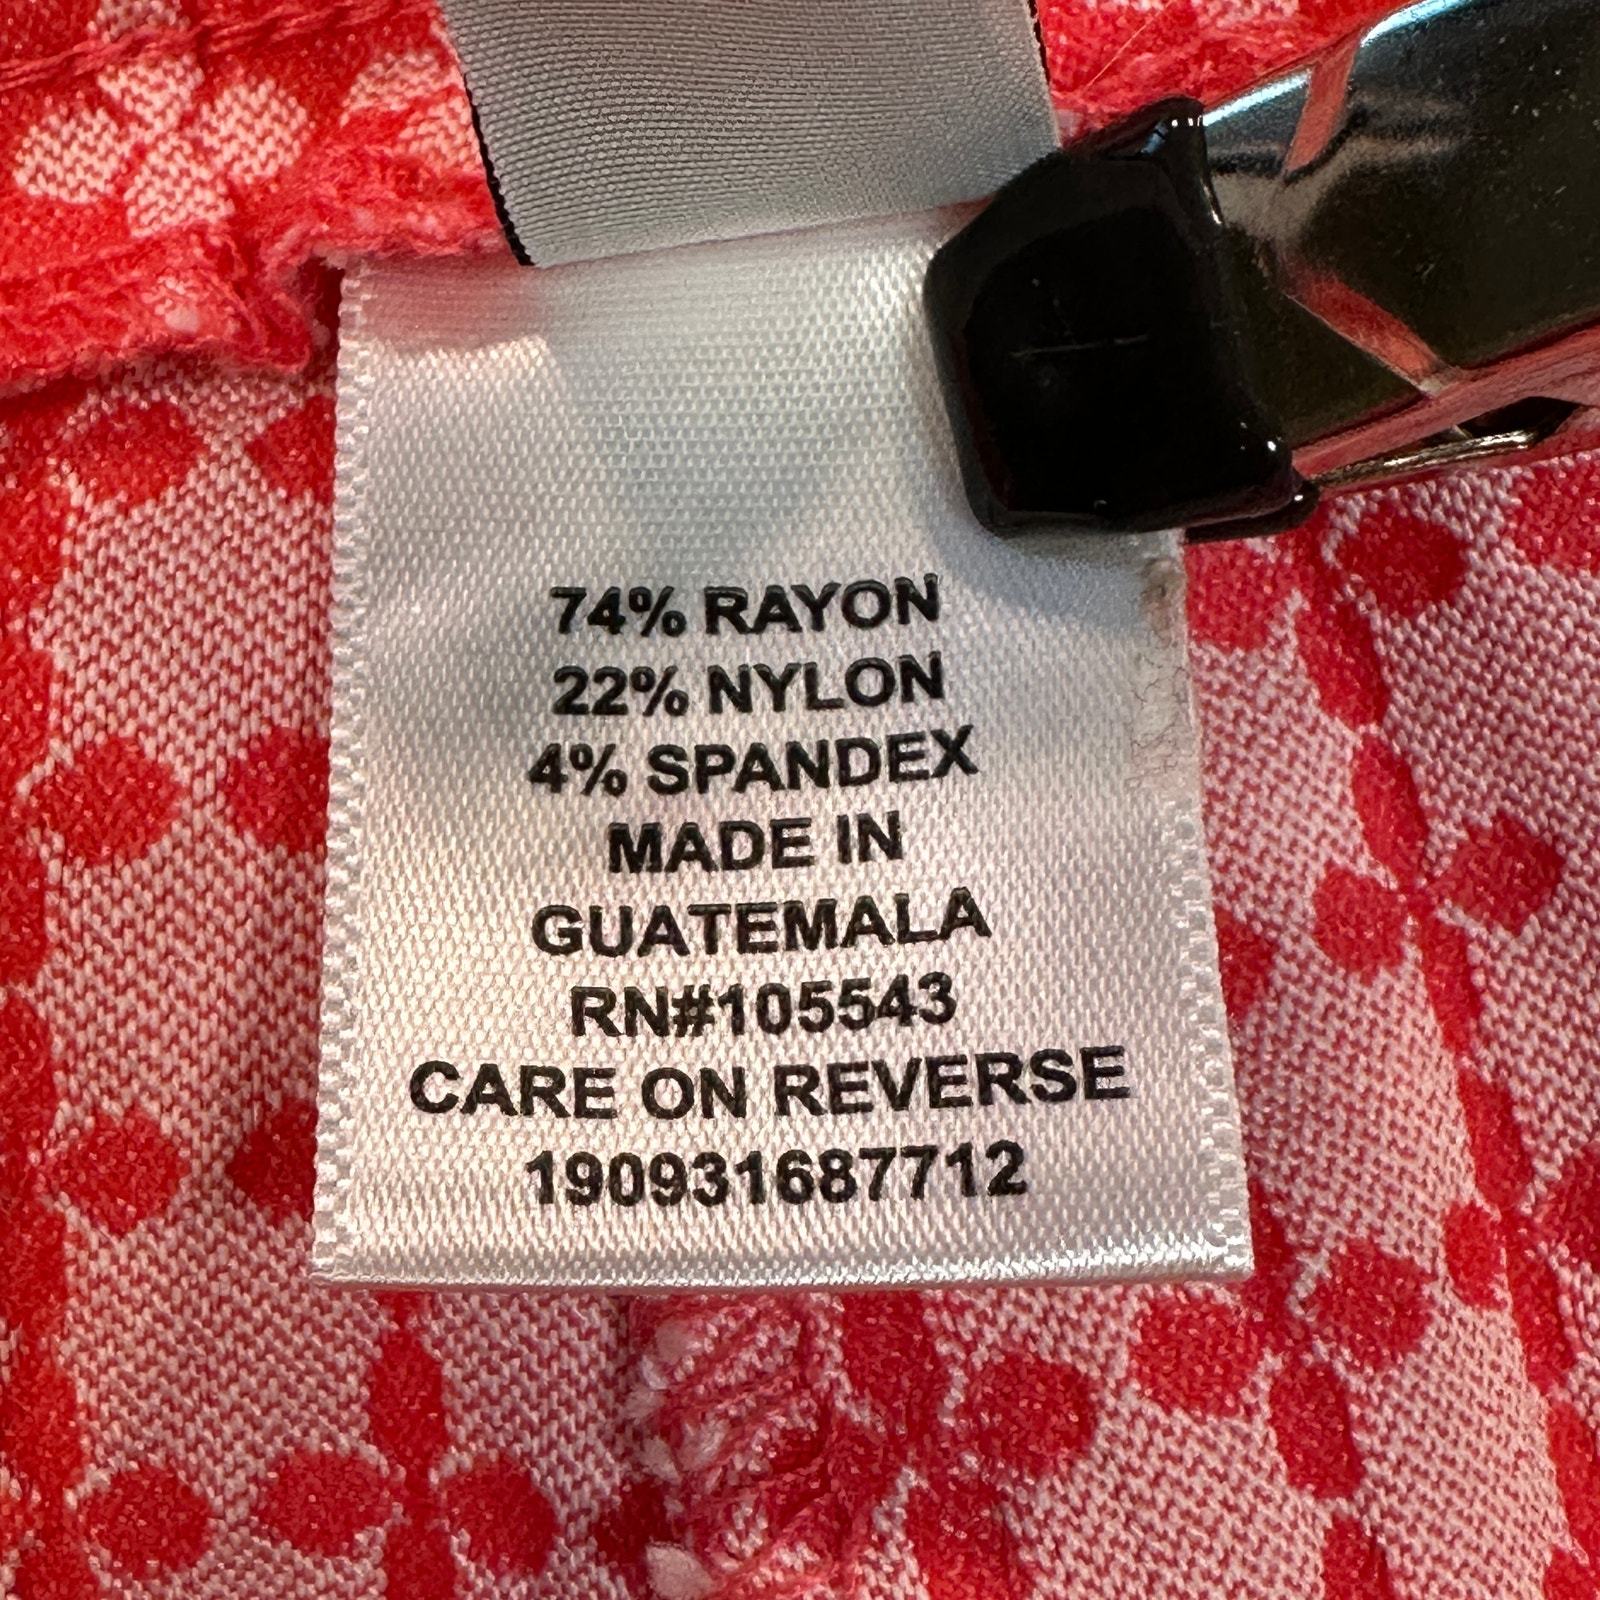 74% RAYON
22% NYLON
4% SPANDEX
MADE IN
GUATEMALA
RN#105543
CARE ON REVERSE
190931687712